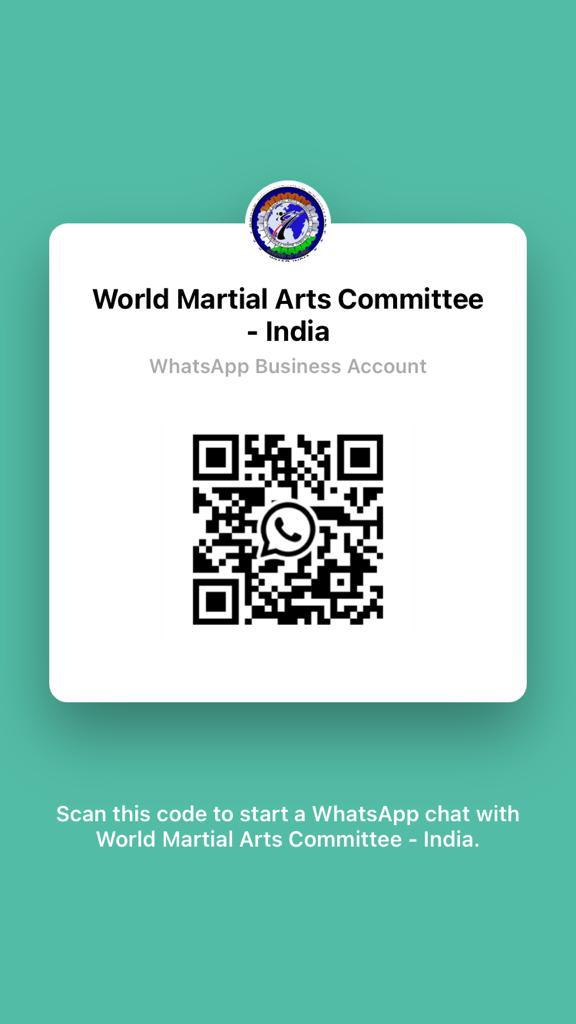 World Martial Arts Committee
- India
WhatsApp Business Account
Scan this code to start a WhatsApp chat with
World Martial Arts Committee - India.